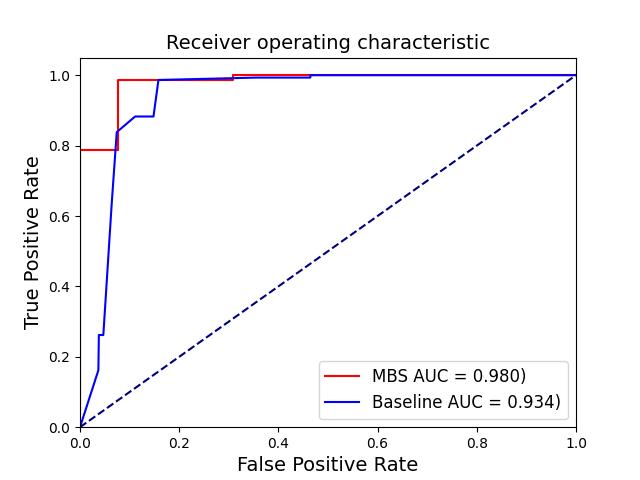 Receiver operating characteristic
True Positive Rate
1.0
0.8
0.6
0.4
0.2
0.0
MBS AUC = 0.980)
Baseline AUC = 0.934)
0.0 0.2 0.4 0.6 0.8 1.0
False Positive Rate